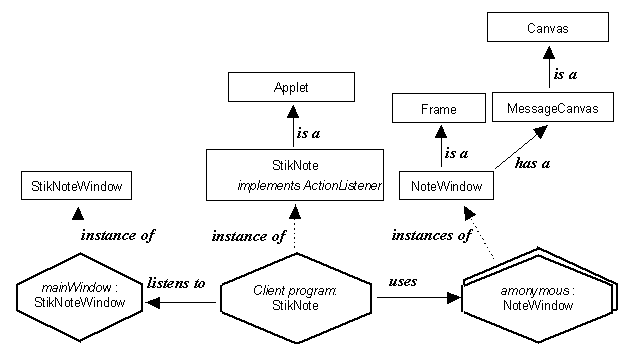 Canvas
is a
Applet
Frame
MessageCanvas
is a
is a
has a
StikNote
implements ActionListener
StikNoteWindow
NoteWindow
instance of
instance of
instances of
mainWindow :
StikNoteWindow
listens to
Client program:
StikNote
uses
amonymous :
NoteWindow